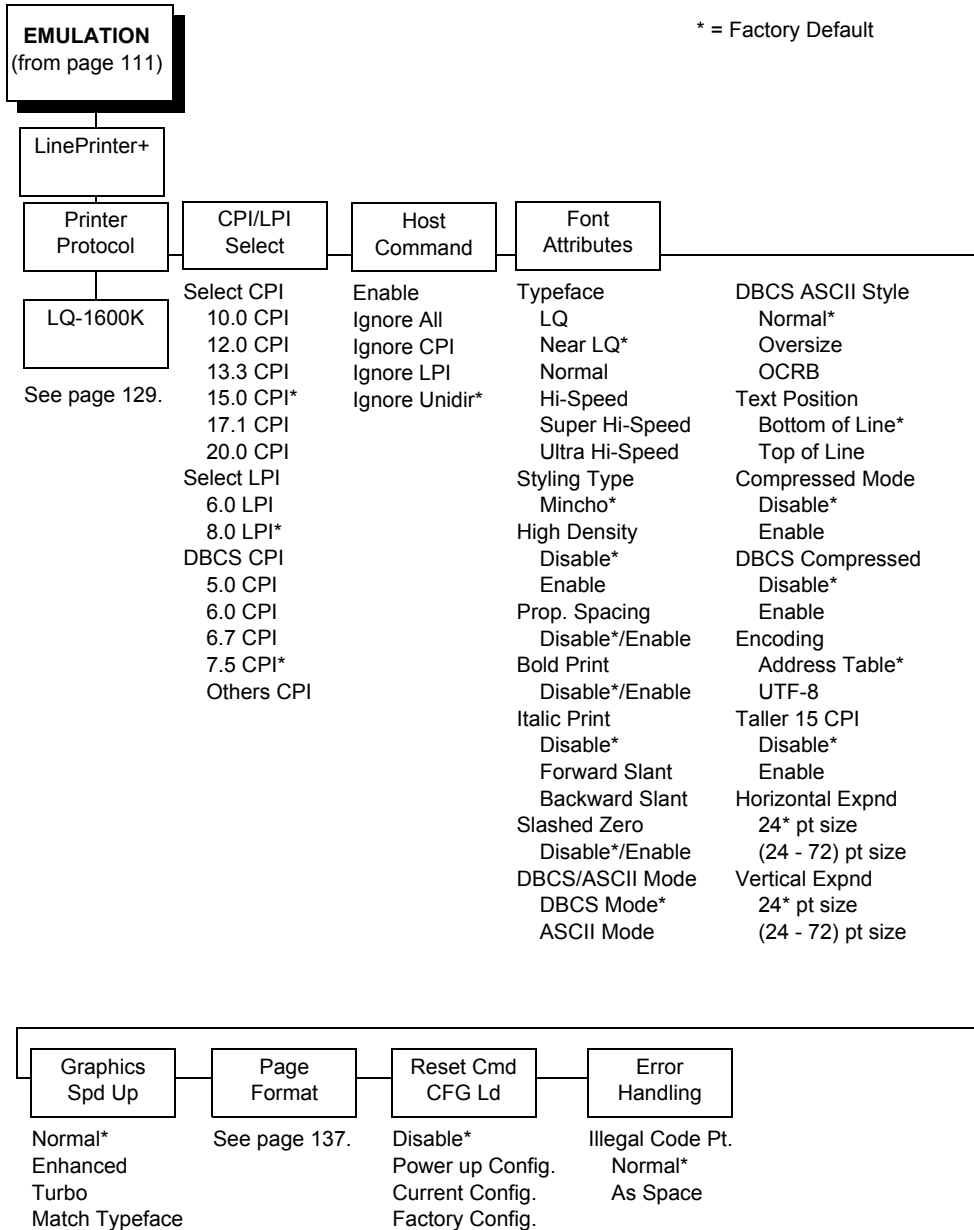 EMULATION
(from page 111)
* = Factory Default
LinePrinter+
Printer
Protocol
CPI/LPI
Select
Host
Command
Font
Attributes
LQ-1600K
See page 129.
Select CPI
10.0 CPI
12.0 CPI
13.3 CPI
15.0 CPI*
17.1 CPI
20.0 CPI
Select LPI
6.0 LPI
8.0 LPI*
DBCS CPI
5.0 CPI
6.0 CPI
6.7 CPI
7.5 CPI*
Others CPI
Enable
Ignore All
Ignore CPI
Ignore LPI
Ignore Unidir*
Typeface
LQ
Near LQ*
Normal
Hi-Speed
Super Hi-Speed
Ultra Hi-Speed
Styling Type
Mincho*
High Density
Disable*
Enable
Prop. Spacing
Disable*/Enable
Bold Print
Disable*/Enable
Italic Print
Disable*
Forward Slant
Backward Slant
Slashed Zero
Disable*/Enable
DBCS/ASCII Mode
DBCS Mode*
ASCII Mode
DBCS ASCII Style
Normal*
Oversize
OCRB
Text Position
Bottom of Line*
Top of Line
Compressed Mode
Disable*
Enable
DBCS Compressed
Disable*
Enable
Encoding
Address Table*
UTF-8
Taller 15 CPI
Disable*
Enable
Horizontal Expnd
24* pt size
(24 - 72) pt size
Vertical Expnd
24* pt size
(24 - 72) pt size
Graphics
Spd Up
Page
Format
Reset Cmd
CFG Ld
Error
Handling
Normal*
Enhanced
Turbo
Match Typeface
See page 137.
Disable*
Power up Config.
Current Config.
Factory Config.
Illegal Code Pt.
Normal*
As Space